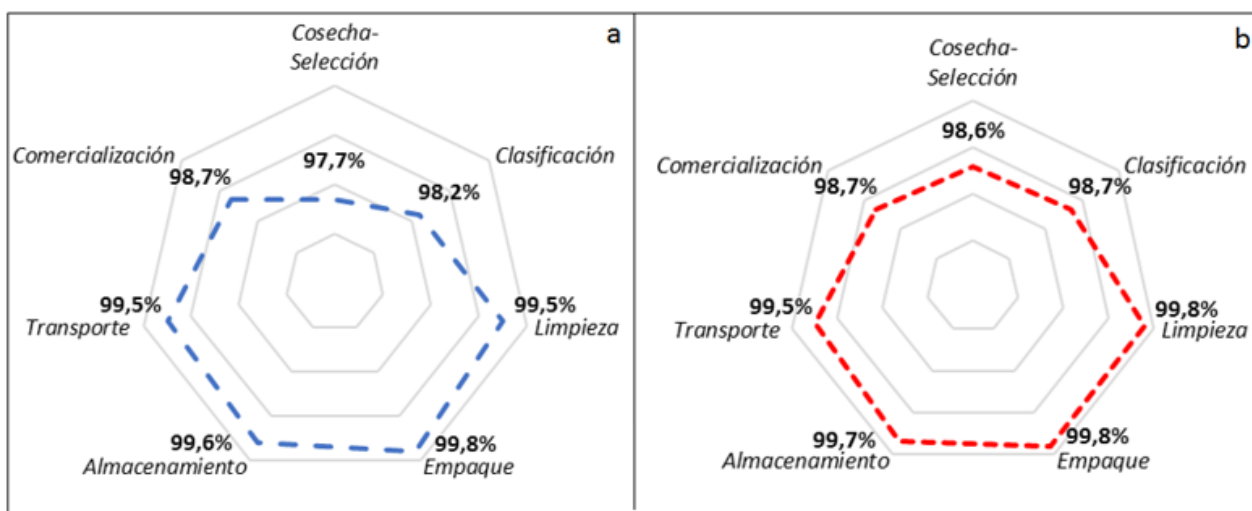 a
Cosecha-
Selección
97,7%
Clasificación
98,2%
99,5%
Limpieza
99,8%
Empaque
99,6%
Almacenamiento
99,5%
Transporte
Comercialización
98,7%
b
Cosecha-
Selección
98,6%
Clasificación
98,7%
99,8%
Limpieza
99,8%
Empaque
99,7%
Almacenamiento
99,5%
Transporte
Comercialización
98,7%